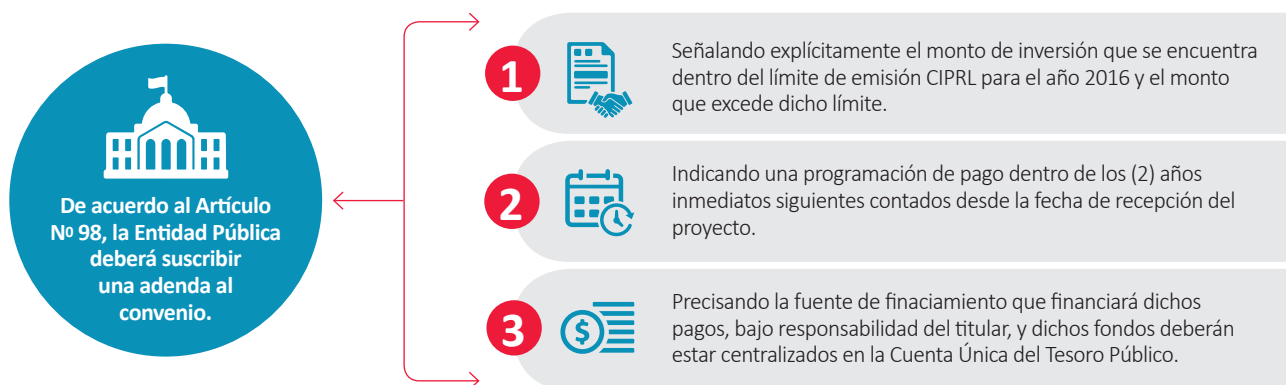 De acuerdo al Artículo
Nº 98, la Entidad Pública
deberá suscribir
una adenda al
convenio.
1
Señalando explícitamente el monto de inversión que se encuentra
dentro del límite de emisión CIPRL para el año 2016 y el monto
que excede dicho límite.
2
Indicando una programación de pago dentro de los (2) años
inmediatos siguientes contados desde la fecha de recepción del
proyecto.
3
$
Precisando la fuente de finaciamiento que financiará dichos
pagos, bajo responsabilidad del titular, y dichos fondos deberán
estar centralizados en la Cuenta Única del Tesoro Público.